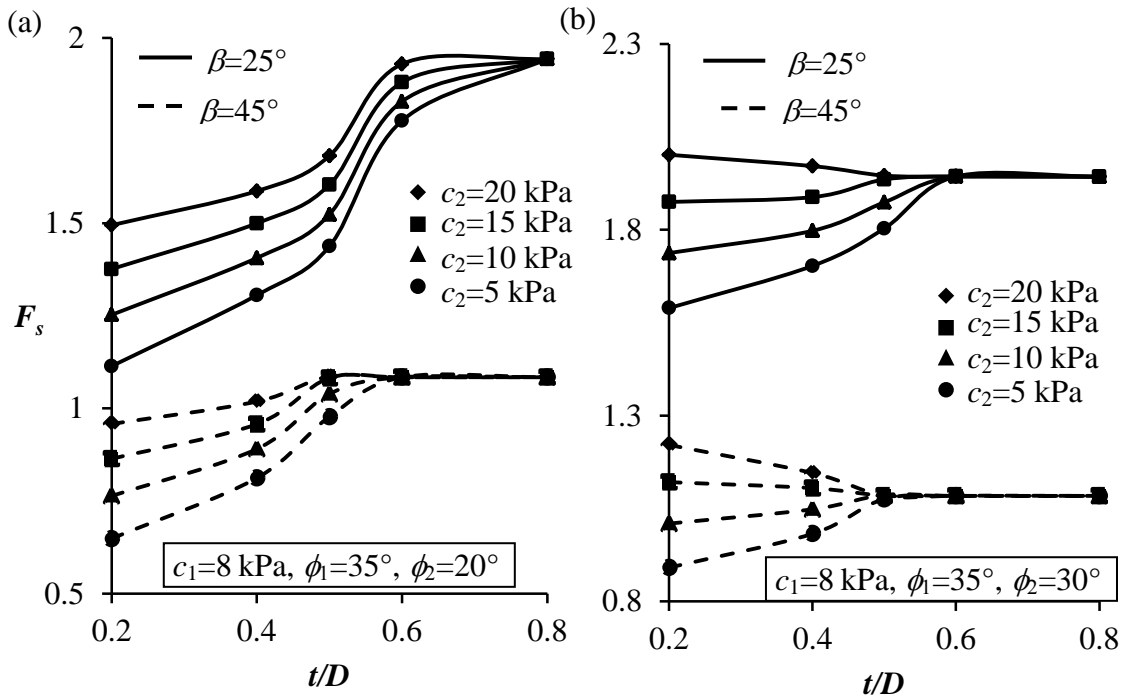 (a)
2
1.5
1
0.5
F_s
β=25°
β=45°
c₂=20 kPa
c₂=15 kPa
c₂=10 kPa
c₂=5 kPa
c₁=8 kPa, ϕ₁=35°, ϕ₂=20°
0.2 0.4 0.6 0.8
t/D
(b)
2.3
1.8
1.3
0.8
β=25°
β=45°
c₂=20 kPa
c₂=15 kPa
c₂=10 kPa
c₂=5 kPa
c₁=8 kPa, ϕ₁=35°, ϕ₂=30°
0.2 0.4 0.6 0.8
t/D